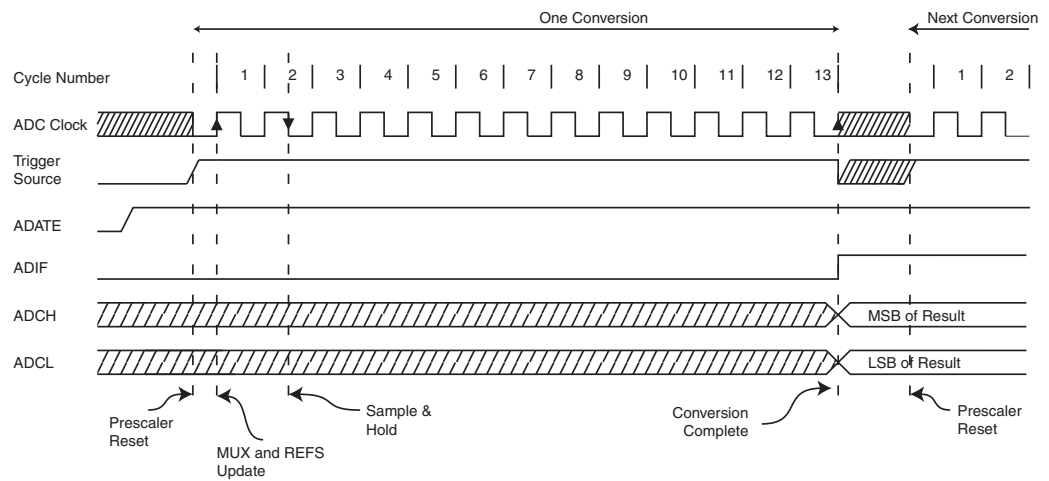 One Conversion
Next Conversion
Cycle Number
1 2 3 4 5 6 7 8 9 10 11 12 13 1 2
ADC Clock
Trigger
Source
ADATE
ADIF
ADCH
MSB of Result
ADCL
LSB of Result
Prescaler
Reset
MUX and REFS
Update
Sample &
Hold
Conversion
Complete
Prescaler
Reset